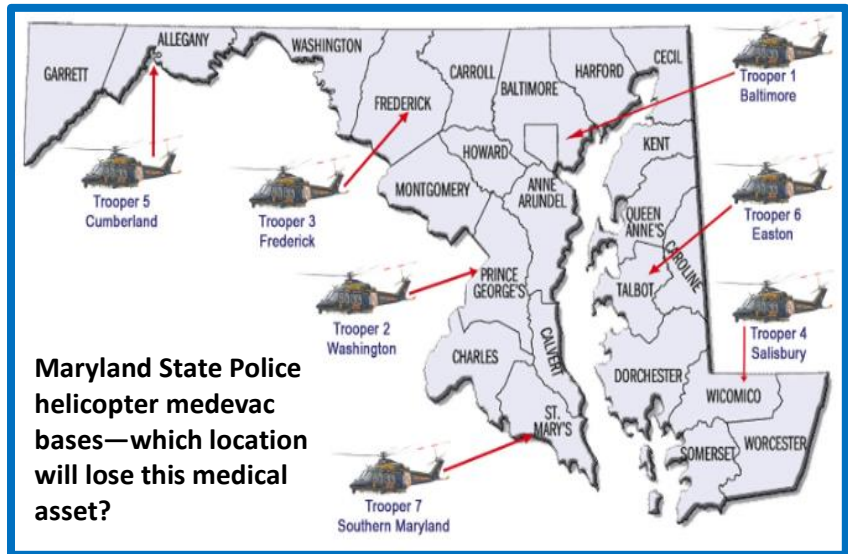 GARRETT
ALLEGANY
WASHINGTON
FREDERICK
CARROLL
BALTIMORE
HARFORD
CECIL
Trooper 1
Baltimore
HOWARD
KENT
MONTGOMERY
ANNE
ARUNDEL
Trooper 5
Cumberland
Trooper 3
Frederick
QUEEN
ANNE'S
CAROLINE
Trooper 6
Easton
PRINCE
GEORGE'S
TALBOT
Trooper 2
Washington
CALVERT
Trooper 4
Salisbury
CHARLES
DORCHESTER
WICOMICO
ST.
MARY'S
SOMERSET
WORCESTER
Trooper 7
Southern Maryland
Maryland State Police
helicopter medevac
bases—which location
will lose this medical
asset?